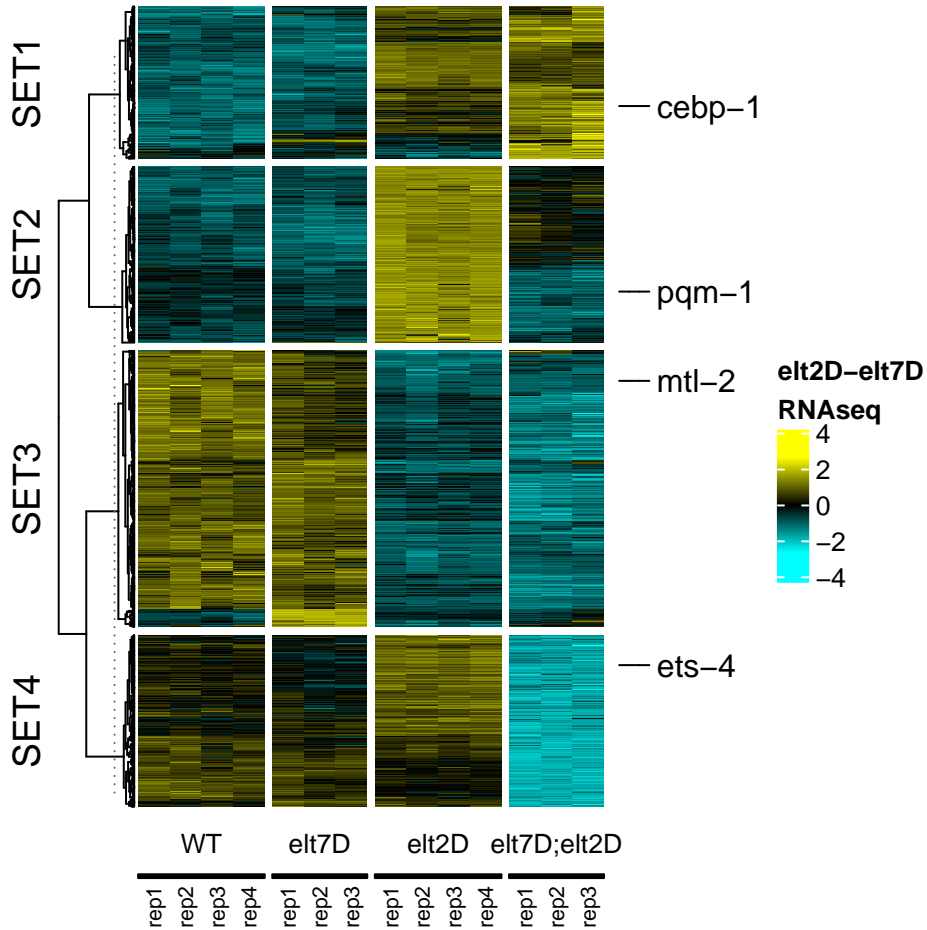 SET1
SET2
SET3
SET4
cebp−1
pqm−1
mtl−2
ets−4
elt2D−elt7D
RNAseq
4
2
0
−2
−4
WT
elt7D
elt2D
elt7D;elt2D
rep1
rep2
rep3
rep4
rep1
rep2
rep3
rep1
rep2
rep3
rep4
rep1
rep2
rep3